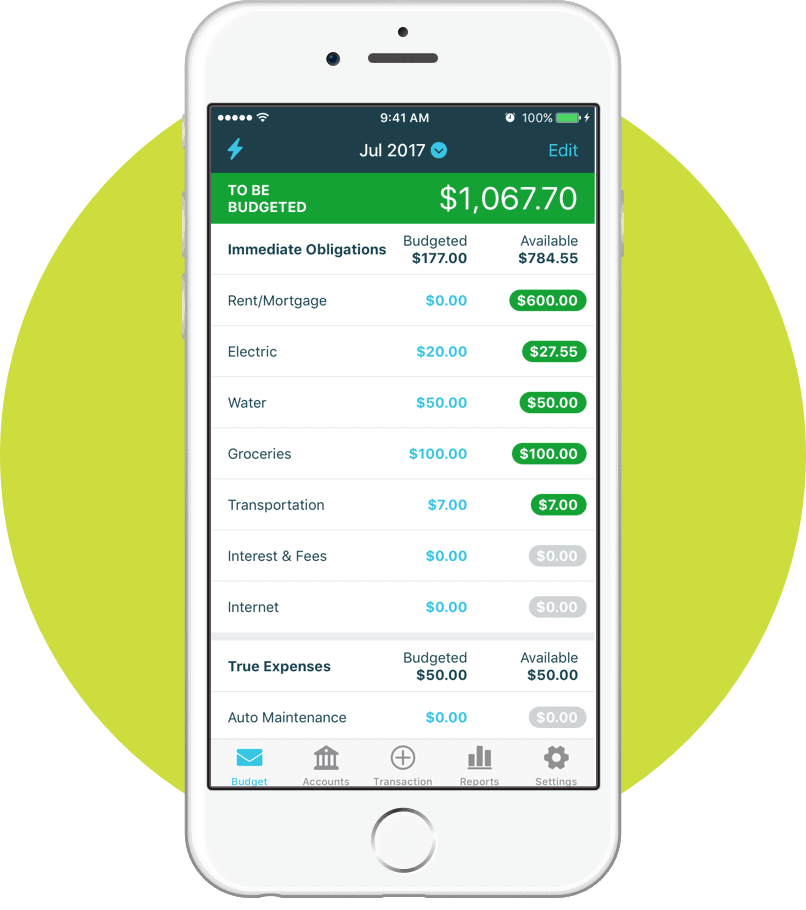 9:41 AM 100%
Jul 2017 Edit
TO BE
BUDGETED $1,067.70
Immediate Obligations Budgeted Available
$177.00 $784.55
Rent/Mortgage $0.00 $600.00
Electric $20.00 $27.55
Water $50.00 $50.00
Groceries $100.00 $100.00
Transportation $7.00 $7.00
Interest & Fees $0.00 $0.00
Internet $0.00 $0.00
True Expenses Budgeted Available
$50.00 $50.00
Auto Maintenance $0.00 $0.00
Budget Accounts Transaction Reports Settings